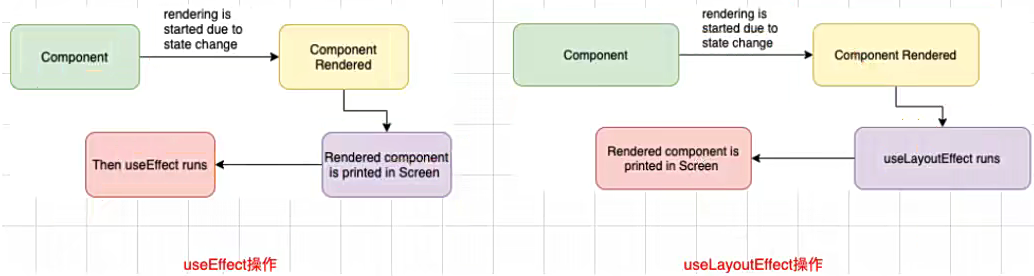 rendering is
started due to
state change
Component
Component
Rendered
Rendered component
is printed in Screen
Then useEffect runs
useEffect操作
rendering is
started due to
state change
Component
Component Rendered
useLayoutEffect runs
Rendered component is
printed in Screen
useLayoutEffect操作